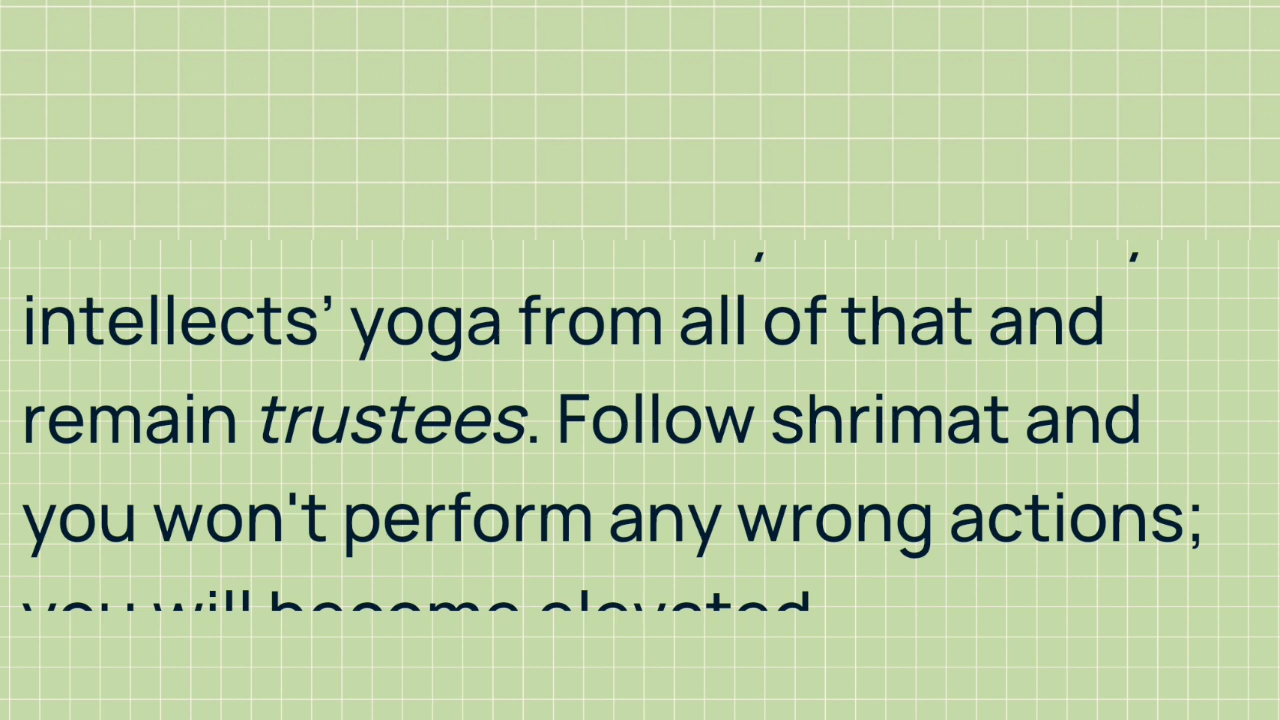 intellects’ yoga from all of that and
remain trustees. Follow shrimat and
you won't perform any wrong actions;
you will become elevated